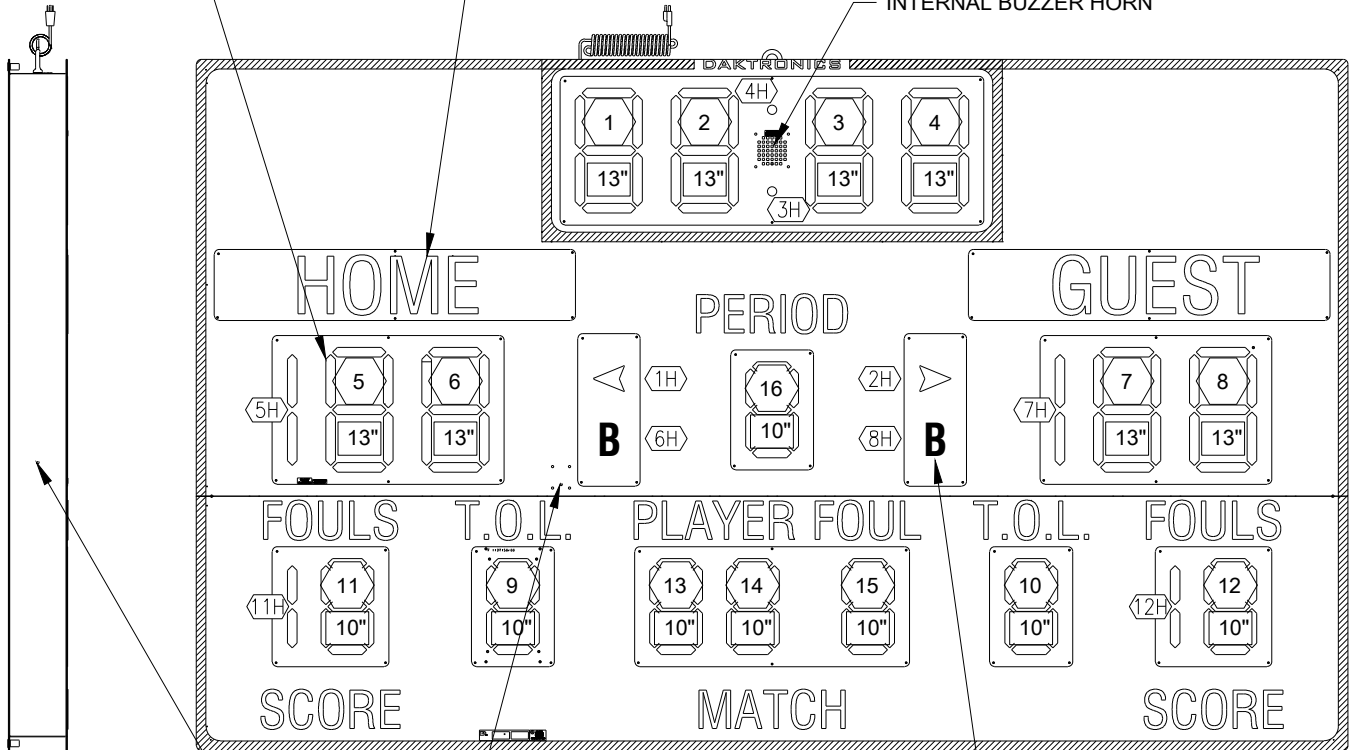 INTERNAL BUZZER HORN
DAKTRONICS
4H
1 2 3 4
13" 13" 13" 13"
3H
HOME GUEST
PERIOD
5 6 1H 16 2H 7 8
5H 7H
13" 13" B 6H 10" 8H B 13" 13"
FOULS T.O.L. PLAYER FOUL T.O.L. FOULS
11 9 13 14 15 10 12
11H 12H
10" 10" 10" 10" 10" 10" 10"
SCORE MATCH SCORE